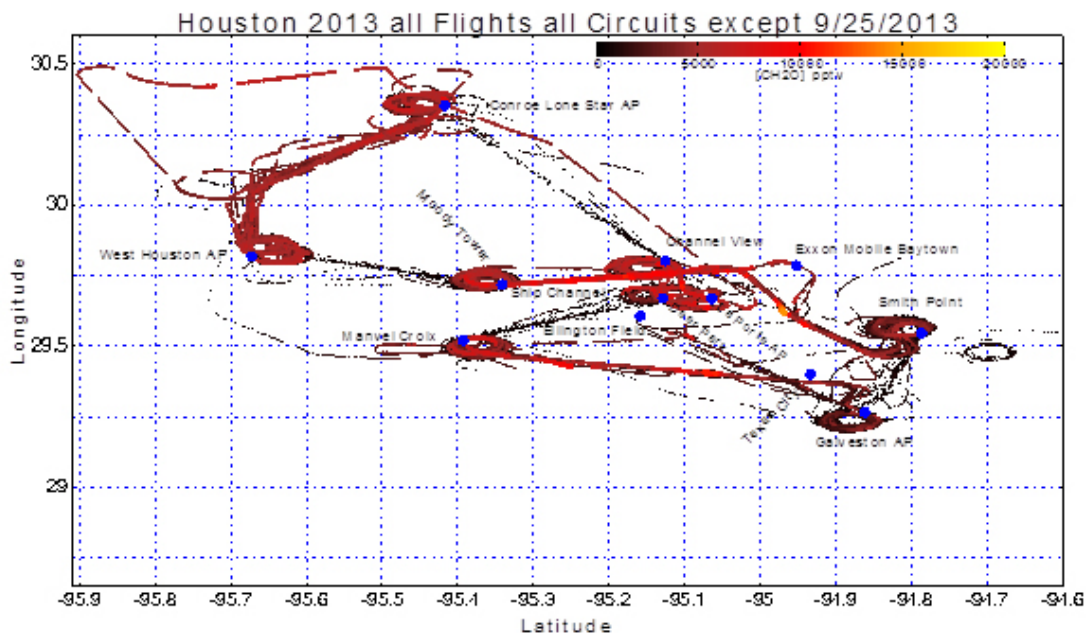 Houston 2013 all Flights all Circuits except 9/25/2013
0 5000 10000 15000 20000
[CH2O] pptv
30.5
Conroe Lone Star AP
30
Moody Tower
West Houston AP
Channel View
Exxon Mobile Baytown
Ship Channel
Smith Point
Manvel Croix
Ellington Field
29.5
Galveston AP
29
Longitude
-95.9 -95.8 -95.7 -95.6 -95.5 -95.4 -95.3 -95.2 -95.1 -95 -94.9 -94.8 -94.7 -94.6
Latitude